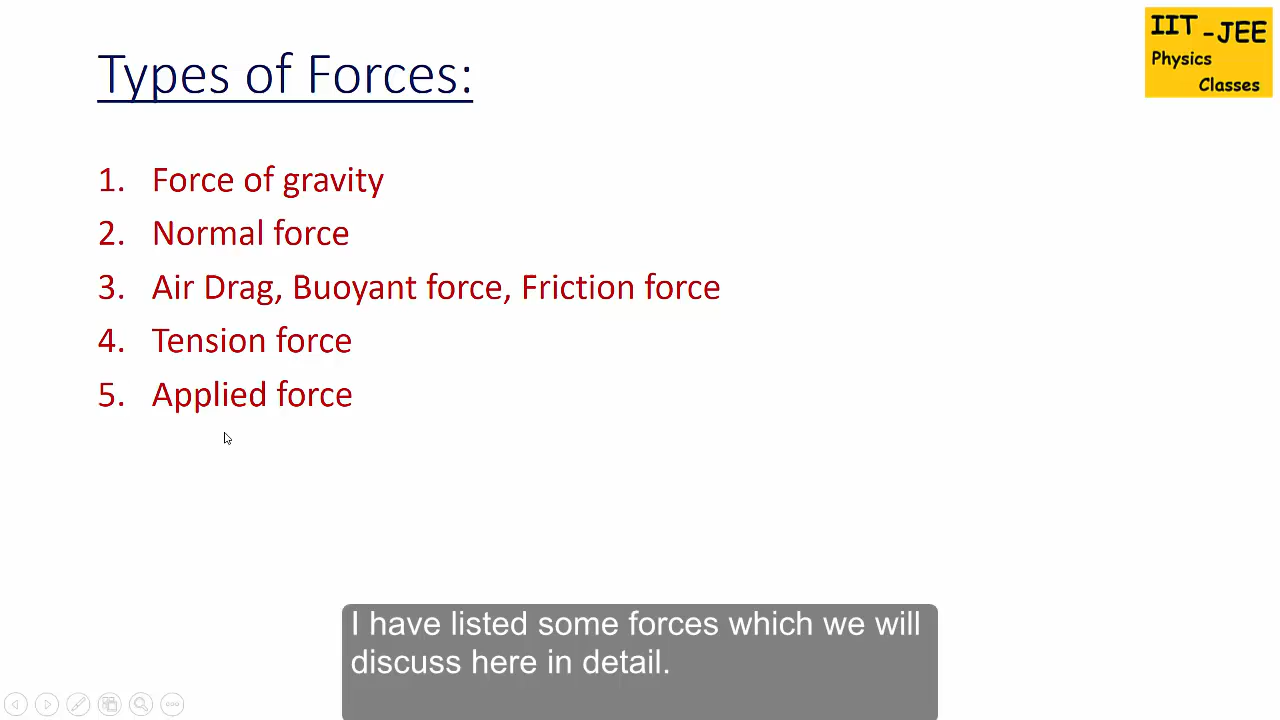 Types of Forces:
IIT - JEE
Physics
Classes
1. Force of gravity
2. Normal force
3. Air Drag, Buoyant force, Friction force
4. Tension force
5. Applied force
I have listed some forces which we will
discuss here in detail.